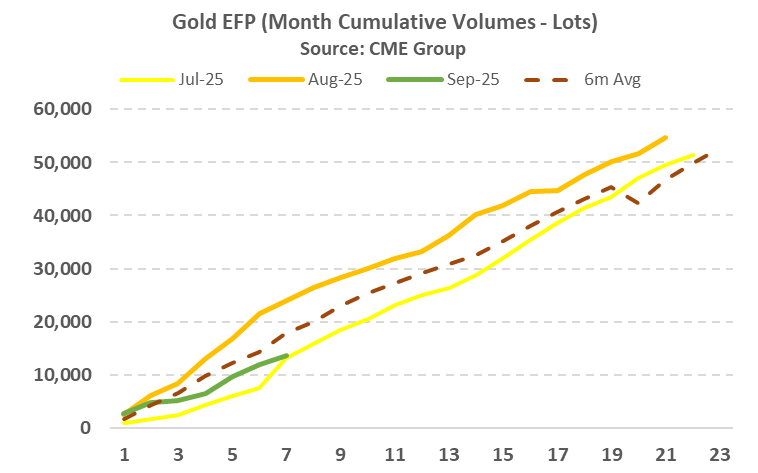 Gold EFP (Month Cumulative Volumes - Lots)
Source: CME Group
Jul-25 Aug-25 Sep-25 6m Avg
60,000
50,000
40,000
30,000
20,000
10,000
0
1 3 5 7 9 11 13 15 17 19 21 23